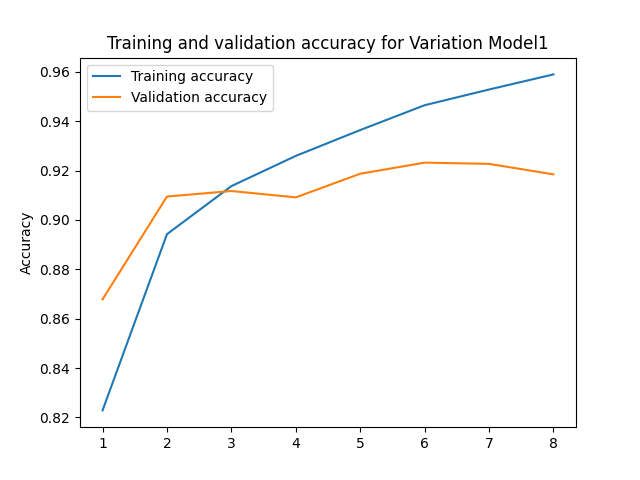 Training and validation accuracy for Variation Model1
Training accuracy
Validation accuracy
Accuracy
0.96
0.94
0.92
0.90
0.88
0.86
0.84
0.82
1 2 3 4 5 6 7 8